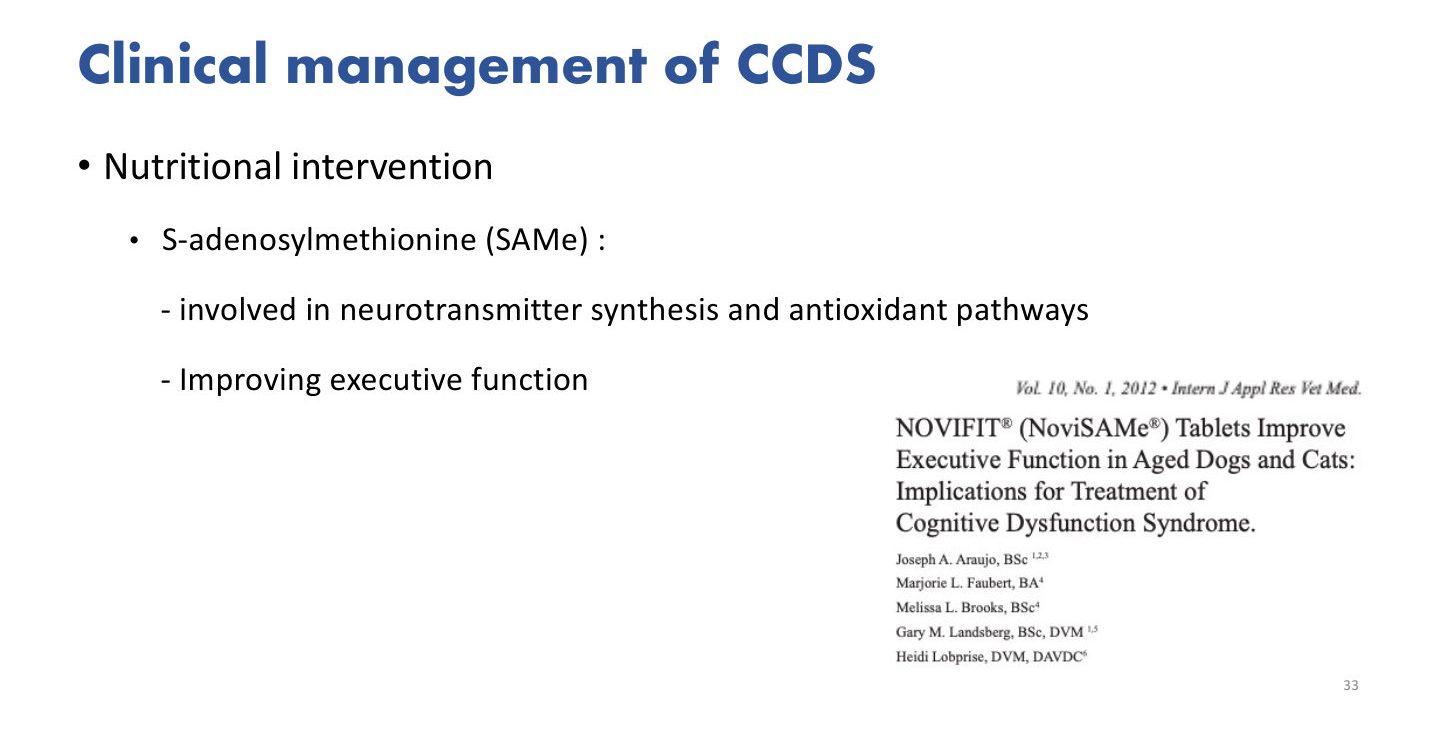 Clinical management of CCDS
• Nutritional intervention
• S-adenosylmethionine (SAMe) :
- involved in neurotransmitter synthesis and antioxidant pathways
- Improving executive function
Vol. 10, No. 1, 2012 • Intern J Appl Res Vet Med.
NOVIFIT® (NoviSAMe®) Tablets Improve
Executive Function in Aged Dogs and Cats:
Implications for Treatment of
Cognitive Dysfunction Syndrome.
Joseph A. Araujo, BSc 1,2,3
Marjorie L. Faubert, BA4
Melissa L. Brooks, BSc4
Gary M. Landsberg, BSc, DVM 1,5
Heidi Lobprise, DVM, DAVDC6
33